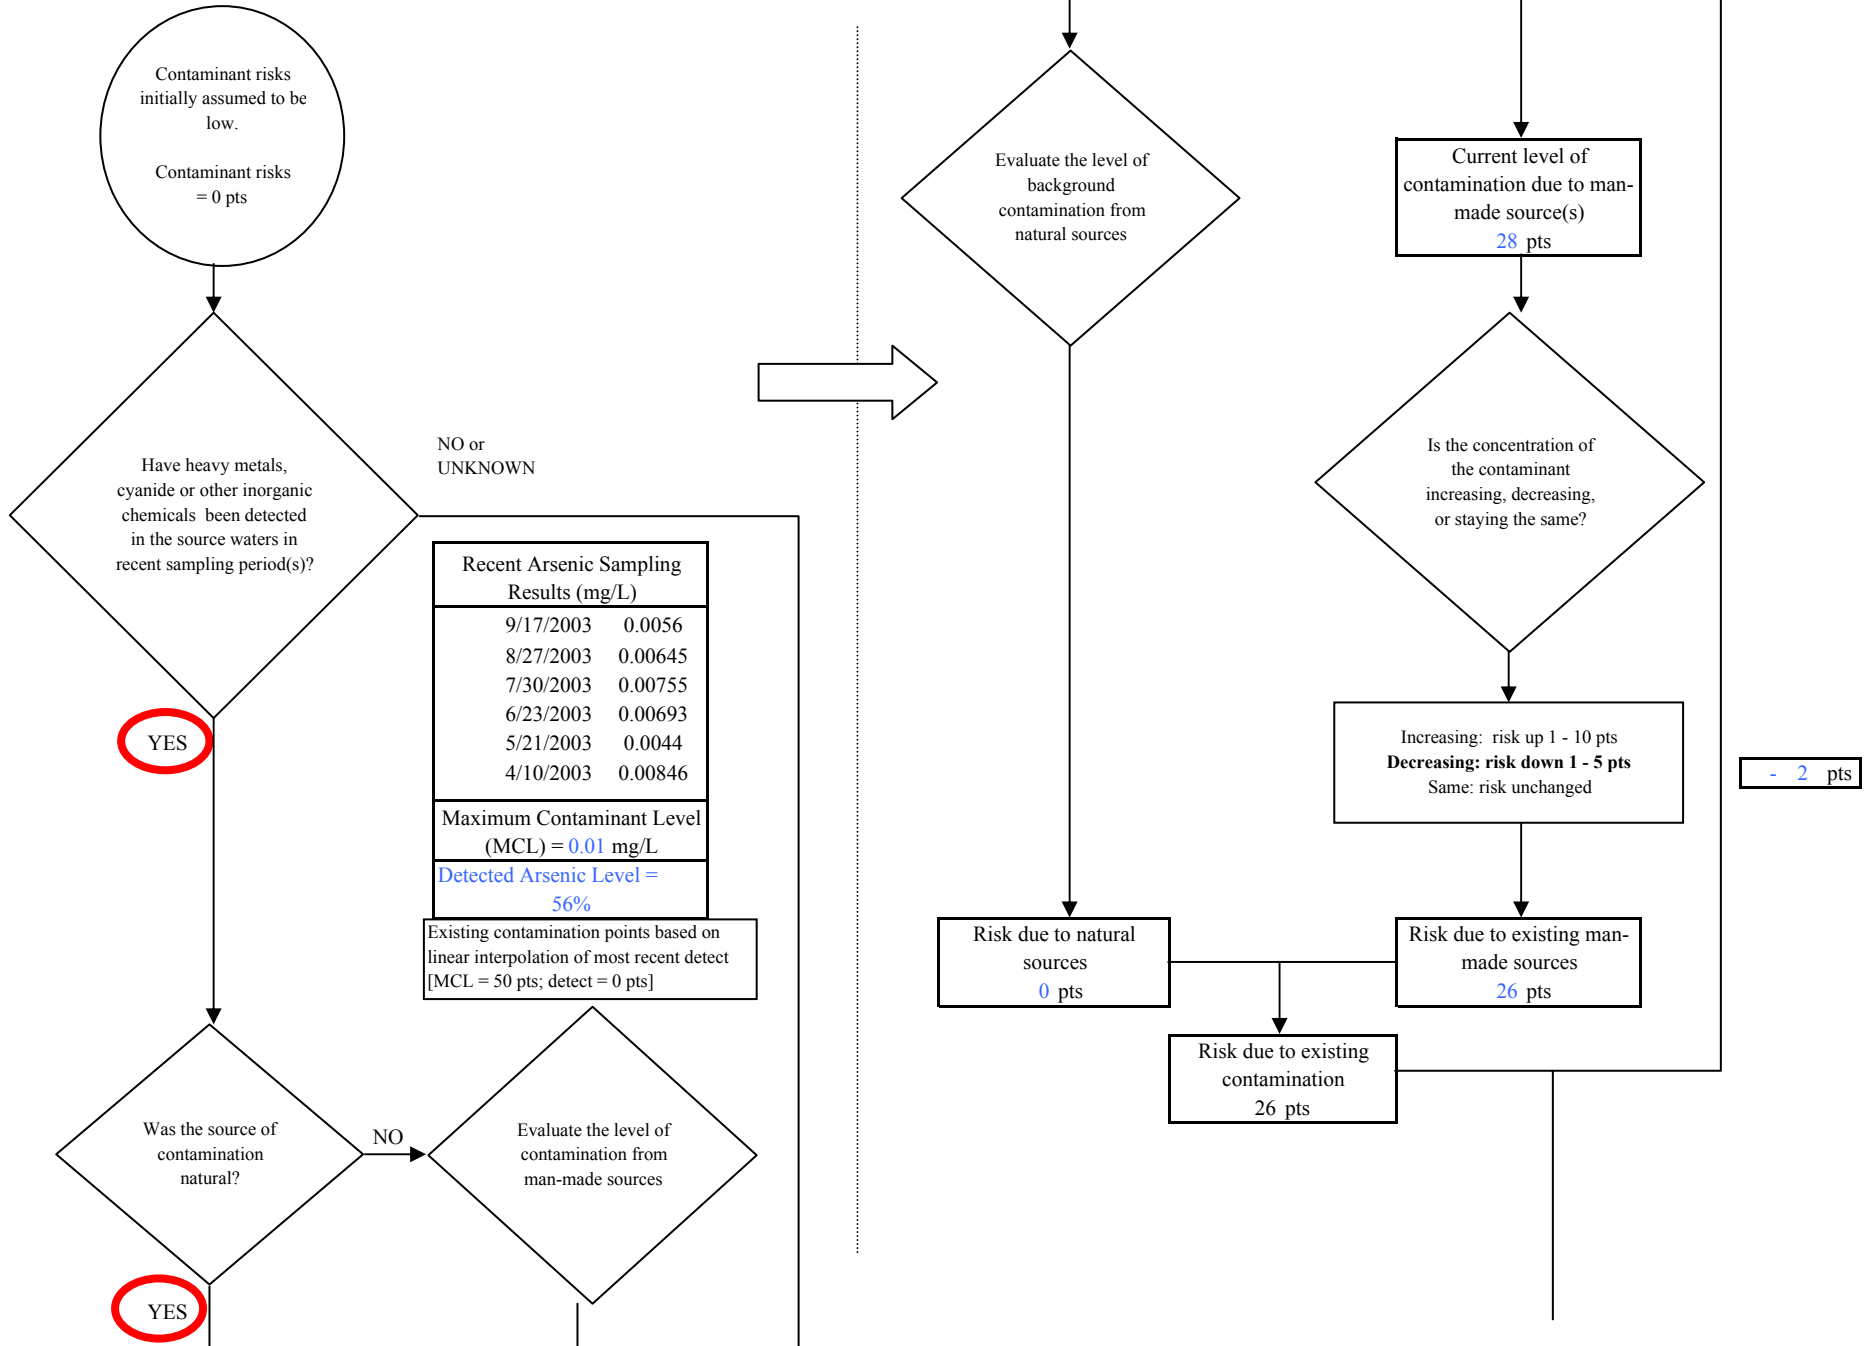 Contaminant risks
initially assumed to be
low.
Contaminant risks
= 0 pts
Have heavy metals,
cyanide or other inorganic
chemicals been detected
in the source waters in
recent sampling period(s)?
NO or
UNKNOWN
YES
Recent Arsenic Sampling
Results (mg/L)
9/17/2003 0.0056
8/27/2003 0.00645
7/30/2003 0.00755
6/23/2003 0.00693
5/21/2003 0.0044
4/10/2003 0.00846
Maximum Contaminant Level
(MCL) = 0.01 mg/L
Detected Arsenic Level =
56%
Existing contamination points based on
linear interpolation of most recent detect
[MCL = 50 pts; detect = 0 pts]
Was the source of
contamination
natural?
NO
Evaluate the level of
contamination from
man-made sources
YES
Evaluate the level of
background
contamination from
natural sources
Current level of
contamination due to man-
made source(s)
28 pts
Is the concentration of
the contaminant
increasing, decreasing,
or staying the same?
Increasing: risk up 1 - 10 pts
Decreasing: risk down 1 - 5 pts
Same: risk unchanged
- 2 pts
Risk due to natural
sources
0 pts
Risk due to existing man-
made sources
26 pts
Risk due to existing
contamination
26 pts